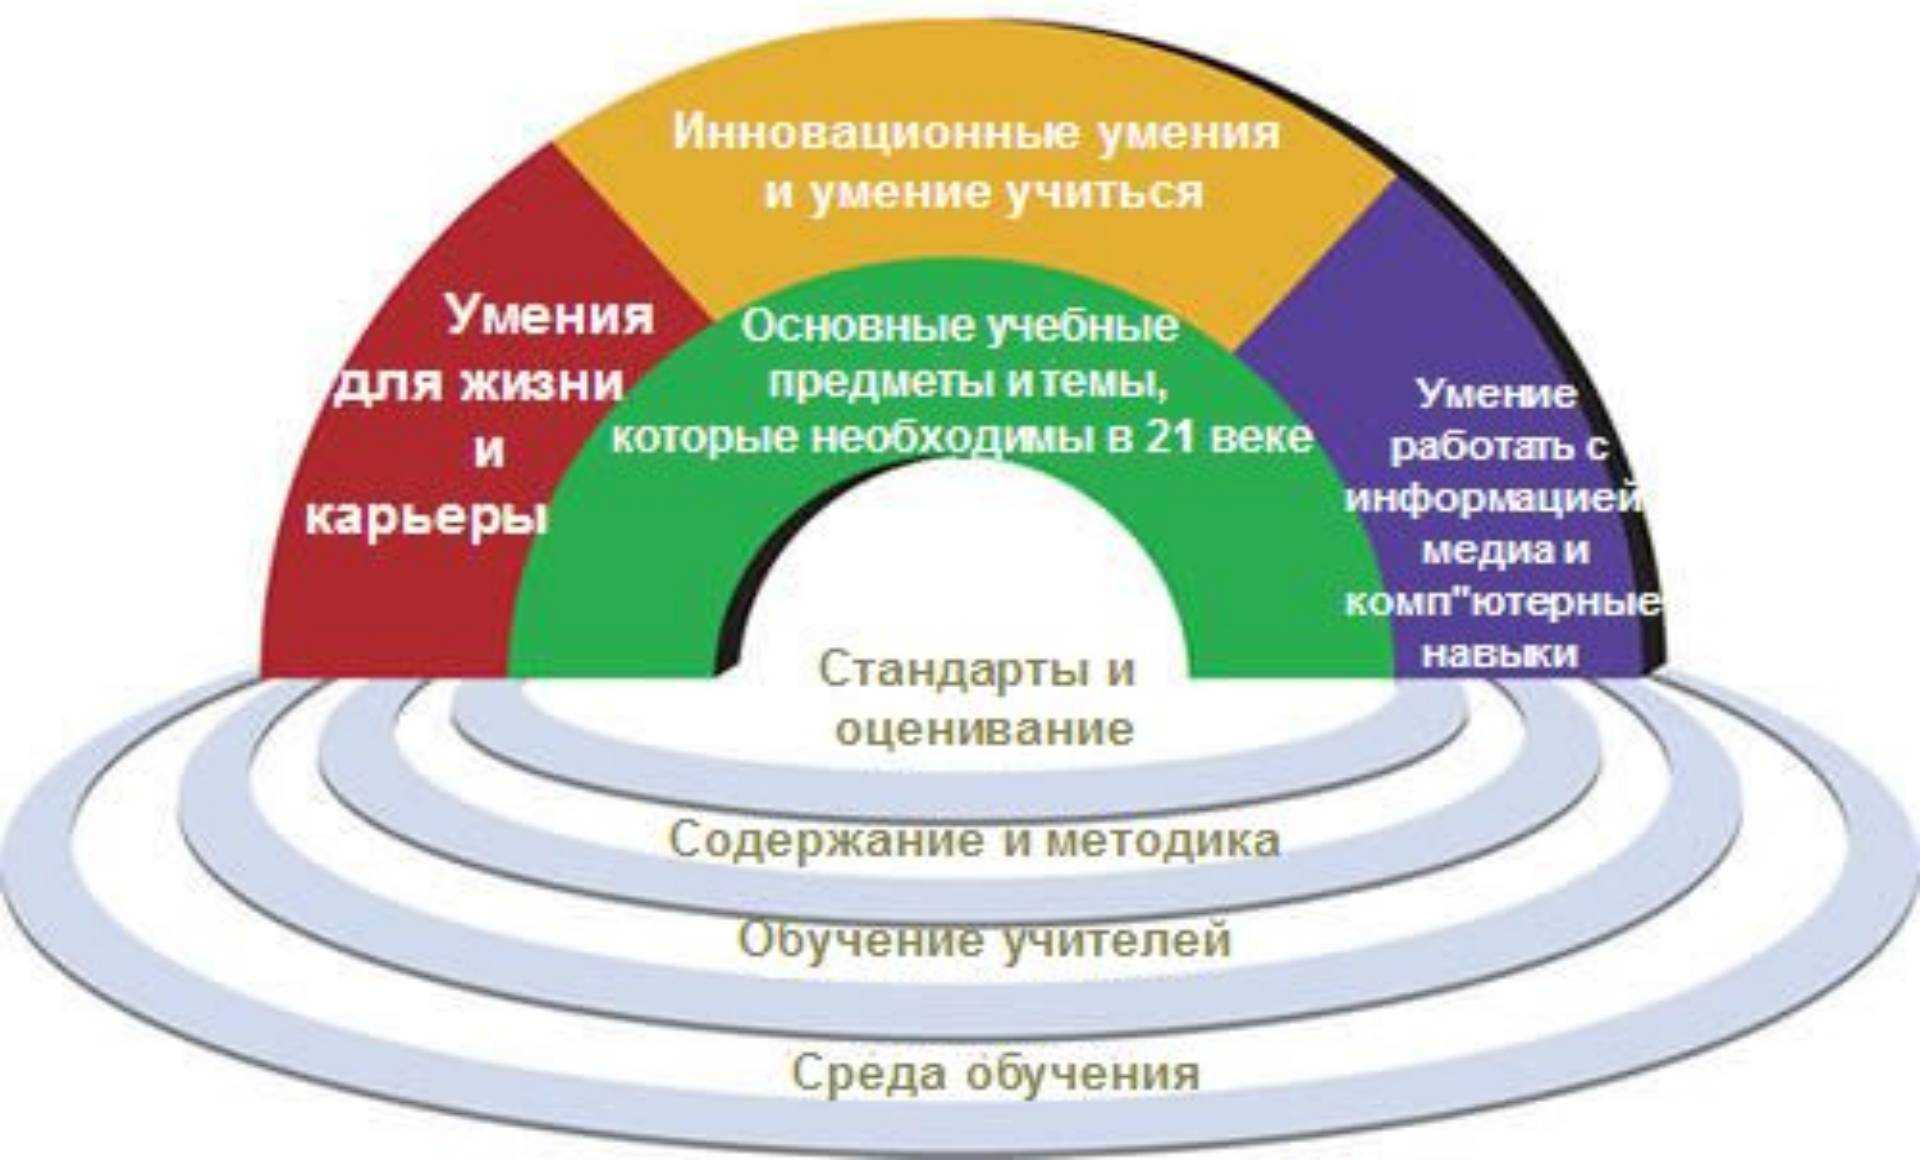 Инновационные умения
и умение учиться
Умения
для жизни
и
карьеры
Основные учебные
предметы и темы,
которые необходимы в 21 веке
Умение
работать с
информацией
медиа и
комп"ютерные
навыки
Стандарты и
оценивание
Содержание и методика
Обучение учителей
Среда обучения